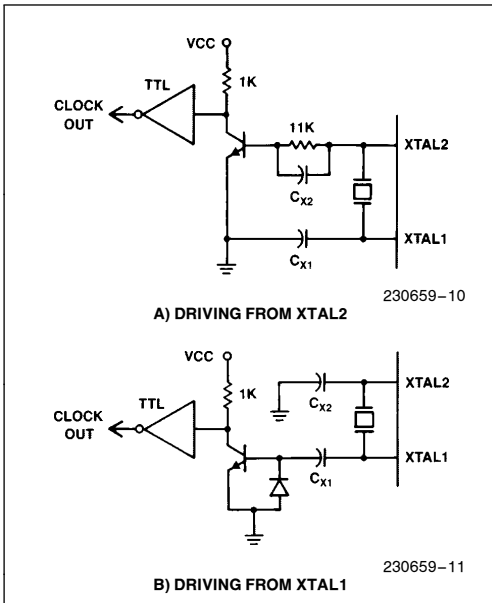 VCC
1K
TTL
CLOCK
OUT
11K
XTAL2
CX2
XTAL1
CX1
230659–10
A) DRIVING FROM XTAL2
VCC
1K
TTL
CLOCK
OUT
XTAL2
CX2
XTAL1
CX1
230659–11
B) DRIVING FROM XTAL1